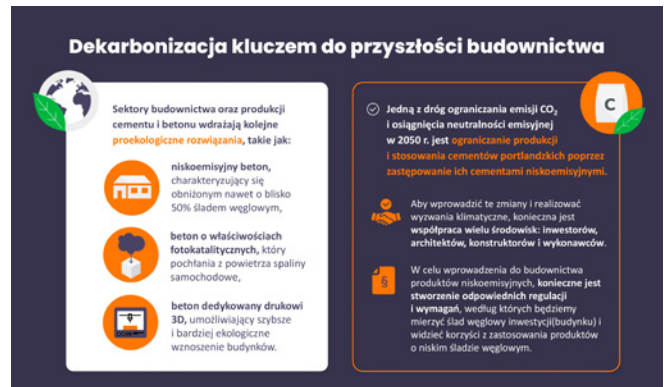 Dekarbonizacja kluczem do przyszłości budownictwa
Sektory budownictwa oraz produkcji
cementu i betonu wdrażają kolejne
proekologiczne rozwiązania, takie jak:
niskoemisyjny beton,
charakteryzujący się
obniżonym nawet o blisko
50% śladem węglowym,
beton o właściwościach
fotokatalitycznych, który
pochłania z powietrza spaliny
samochodowe,
beton dedykowany drukowi
3D, umożliwiający szybsze
i bardziej ekologiczne
wznoszenie budynków.
C
Jedną z dróg ograniczania emisji CO₂
i osiągnięcia neutralności emisyjnej
w 2050 r. jest ograniczanie produkcji
i stosowania cementów portlandzkich poprzez
zastępowanie ich cementami niskoemisyjnymi.
Aby wprowadzić te zmiany i realizować
wyzwania klimatyczne, konieczna jest
współpraca wielu środowisk: inwestorów,
architektów, konstruktorów i wykonawców.
§
W celu wprowadzenia do budownictwa
produktów niskoemisyjnych, konieczne jest
stworzenie odpowiednich regulacji
i wymagań, według których będziemy
mierzyć ślad węglowy inwestycji(budynku) i
widzieć korzyści z zastosowania produktów
o niskim śladzie węglowym.